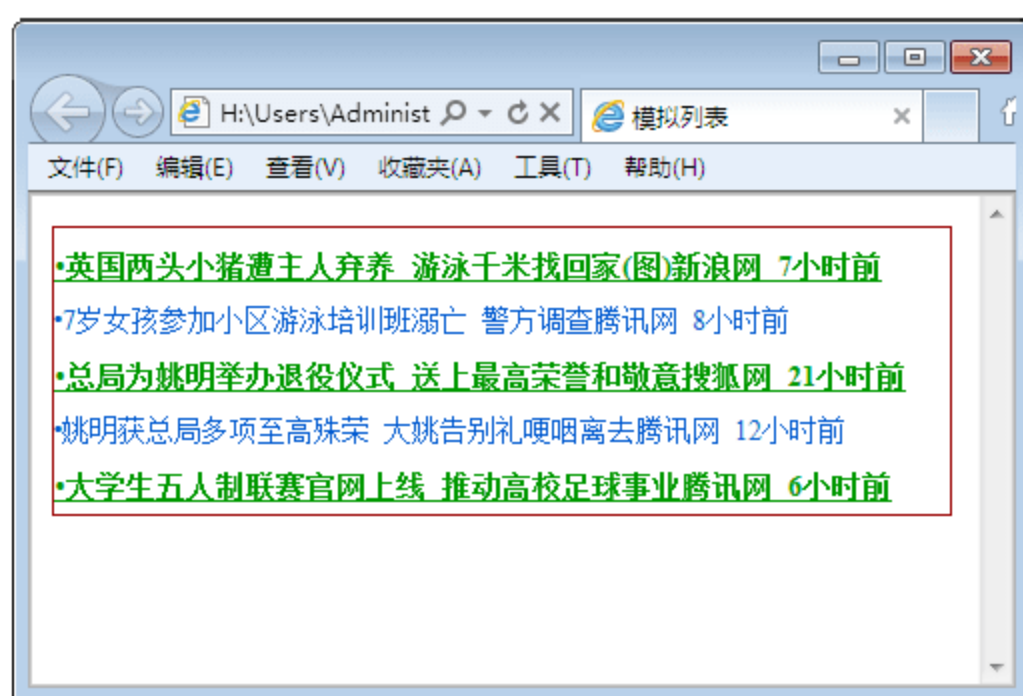 H:\Users\Administ
模拟列表
文件(F) 编辑(E) 查看(V) 收藏夹(A) 工具(T) 帮助(H)
•英国两头小猪遭主人弃养 游泳千米找回家(图)新浪网 7小时前
•7岁女孩参加小区游泳培训班溺亡 警方调查腾讯网 8小时前
•总局为姚明举办退役仪式 送上最高荣誉和敬意搜狐网 21小时前
•姚明获总局多项至高殊荣 大姚告别礼哽咽离去腾讯网 12小时前
•大学生五人制联赛官网上线 推动高校足球事业腾讯网 6小时前